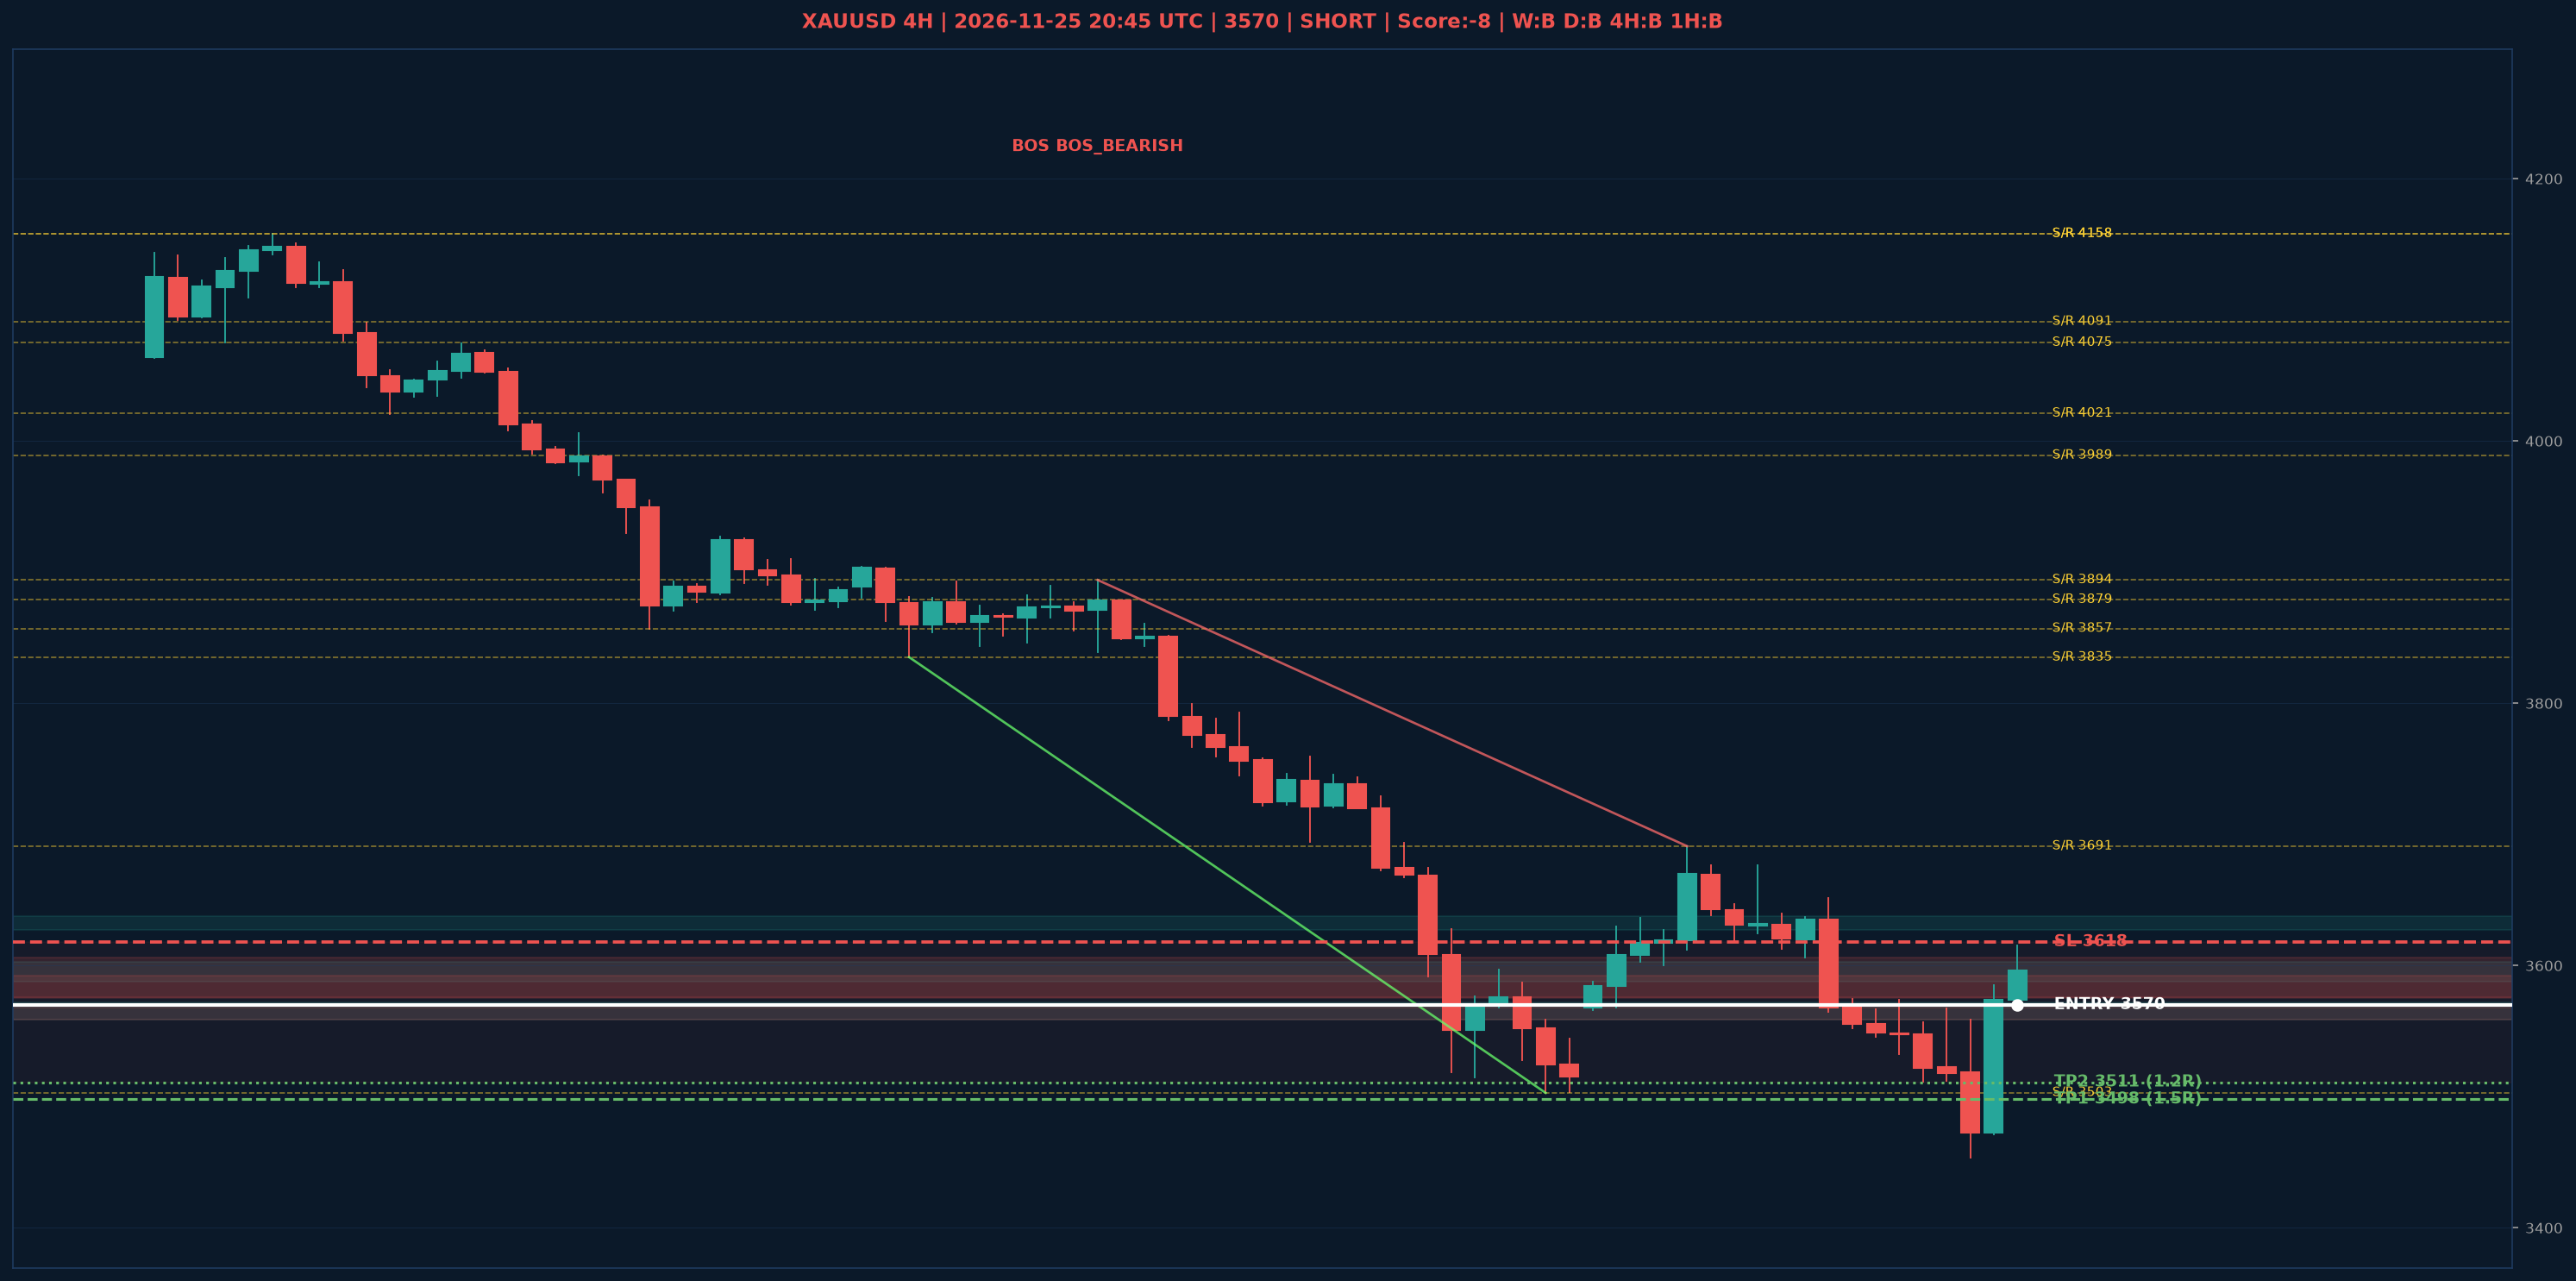 XAUUSD 4H | 2026-11-25 20:45 UTC | 3570 | SHORT | Score:-8 | W:B D:B 4H:B 1H:B
BOS BOS_BEARISH
4200
S/R 4158
S/R 4091
S/R 4075
S/R 4021
4000
S/R 3989
S/R 3894
S/R 3879
S/R 3857
S/R 3835
3800
S/R 3691
SL 3618
3600
ENTRY 3570
TP2 3511 (1.2R)
S/R 3503
TP1 3498 (1.5R)
3400